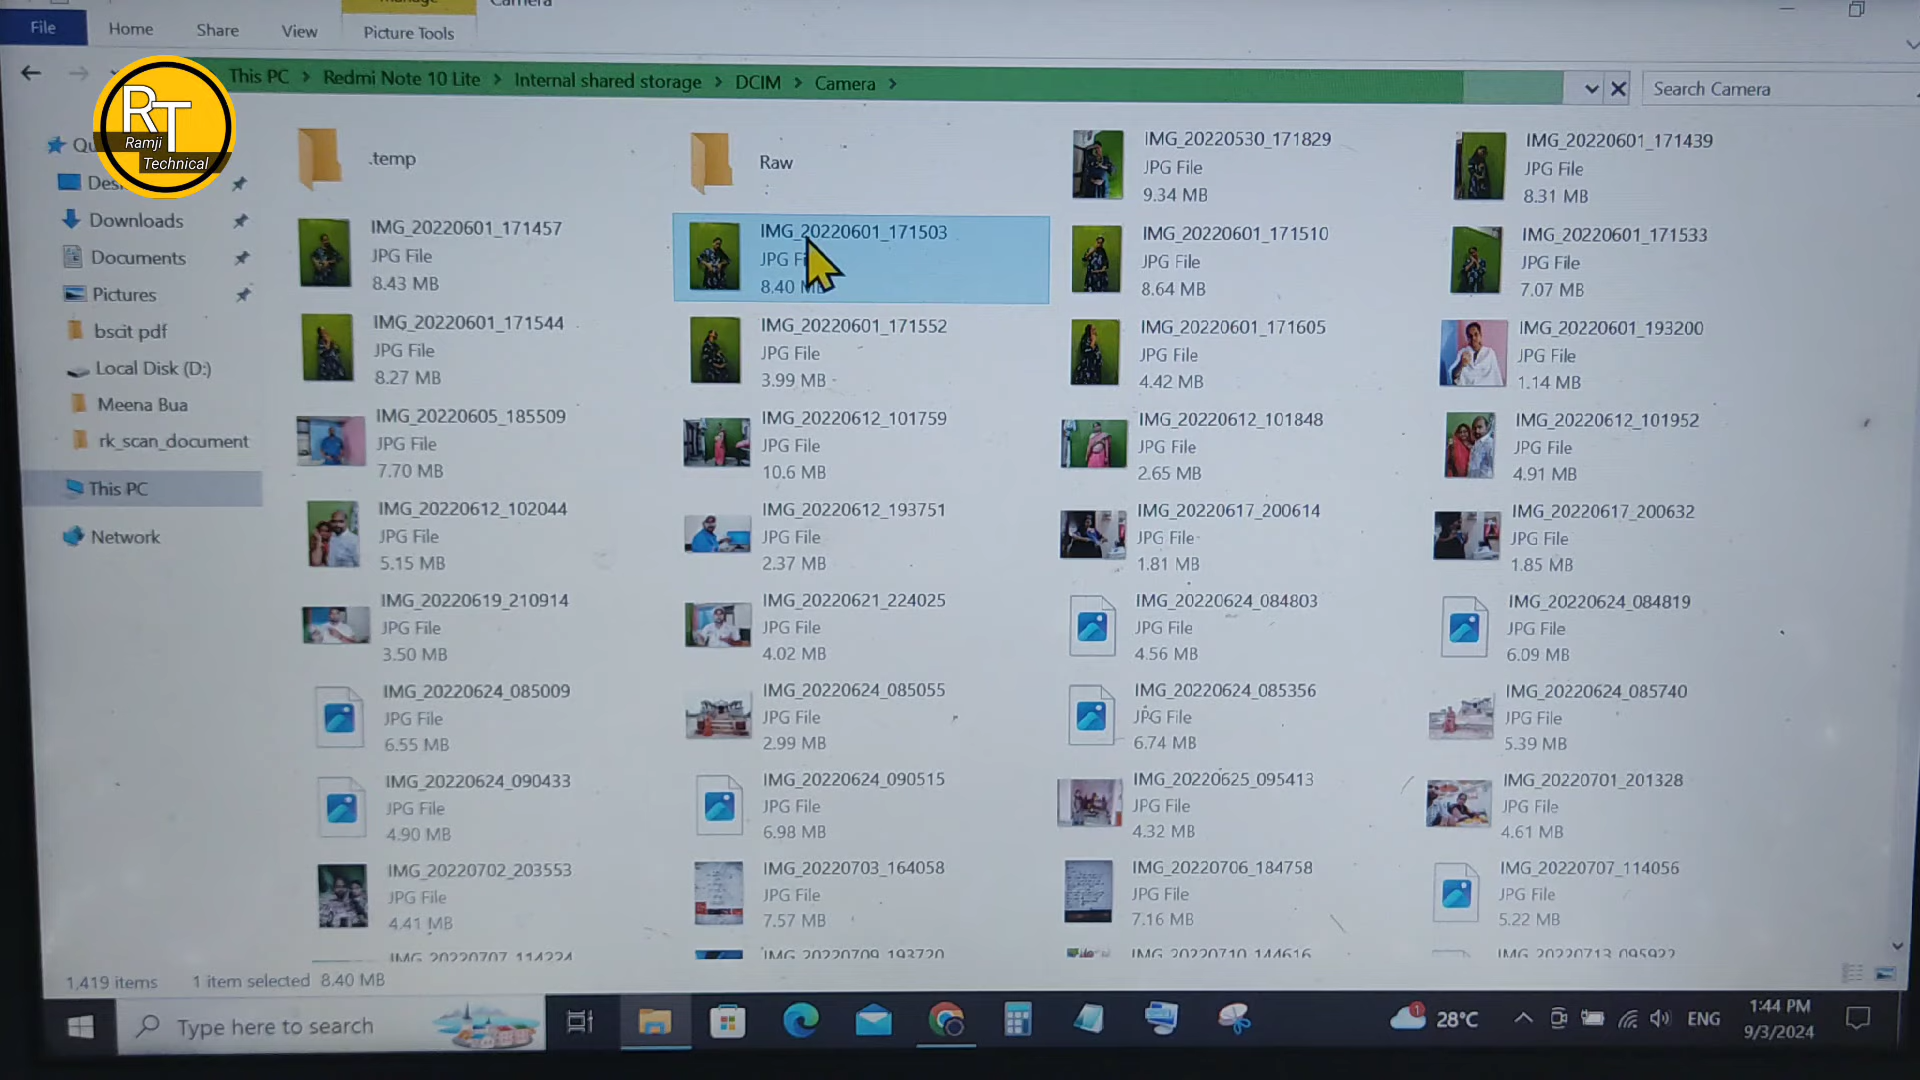 Manage
Camera
File
Home
Share
View
Picture Tools
This PC > Redmi Note 10 Lite > Internal shared storage > DCIM > Camera >
Search Camera
RT
Ramji
Technical
Downloads
Documents
Pictures
bscit pdf
Local Disk (D:)
Meena Bua
rk_scan_document
This PC
Network
.temp
Raw
IMG_20220530_171829
JPG File
9.34 MB
IMG_20220601_171439
JPG File
8.31 MB
IMG_20220601_171457
JPG File
8.43 MB
IMG_20220601_171503
JPG
8.40
IMG_20220601_171510
JPG File
8.64 MB
IMG_20220601_171533
JPG File
7.07 MB
IMG_20220601_171544
JPG File
8.27 MB
IMG_20220601_171552
JPG File
3.99 MB
IMG_20220601_171605
JPG File
4.42 MB
IMG_20220601_193200
JPG File
1.14 MB
IMG_20220605_185509
JPG File
7.70 MB
IMG_20220612_101759
JPG File
10.6 MB
IMG_20220612_101848
JPG File
2.65 MB
IMG_20220612_101952
JPG File
4.91 MB
IMG_20220612_102044
JPG File
5.15 MB
IMG_20220612_193751
JPG File
2.37 MB
IMG_20220617_200614
JPG File
1.81 MB
IMG_20220617_200632
JPG File
1.85 MB
IMG_20220619_210914
JPG File
3.50 MB
IMG_20220621_224025
JPG File
4.02 MB
IMG_20220624_084803
JPG File
4.56 MB
IMG_20220624_084819
JPG File
6.09 MB
IMG_20220624_085009
JPG File
6.55 MB
IMG_20220624_085055
JPG File
2.99 MB
IMG_20220624_085356
JPG File
6.74 MB
IMG_20220624_085740
JPG File
5.39 MB
IMG_20220624_090433
JPG File
4.90 MB
IMG_20220624_090515
JPG File
6.98 MB
IMG_20220625_095413
JPG File
4.32 MB
IMG_20220701_201328
JPG File
4.61 MB
IMG_20220702_203553
JPG File
4.41 MB
IMG_20220703_164058
JPG File
7.57 MB
IMG_20220706_184758
JPG File
7.16 MB
IMG_20220707_114056
JPG File
5.22 MB
IMG_20220707_114224
IMG_20220709_193720
IMG_20220710_144616
IMG_20220713_095922
1,419 items
1 item selected 8.40 MB
Type here to search
1
28°C
ENG
1:44 PM
9/3/2024